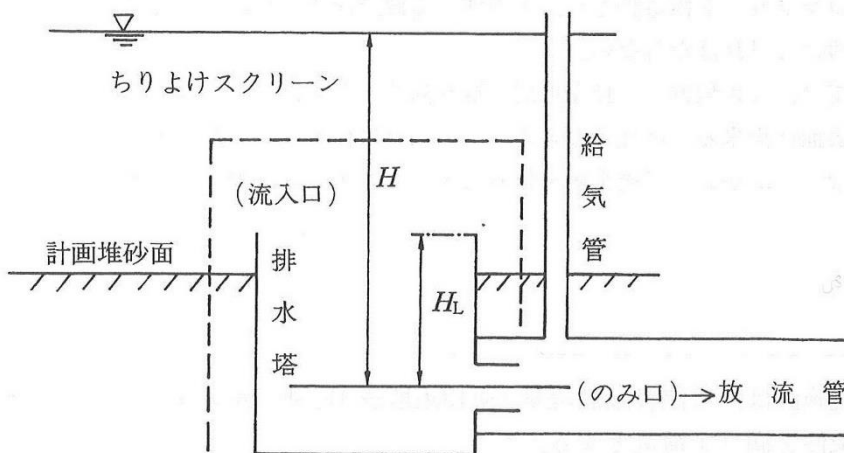 ちりよけスクリーン
H
給気管
(流入口)
計画堆砂面
排水塔
H_L
(のみ口)→放流管